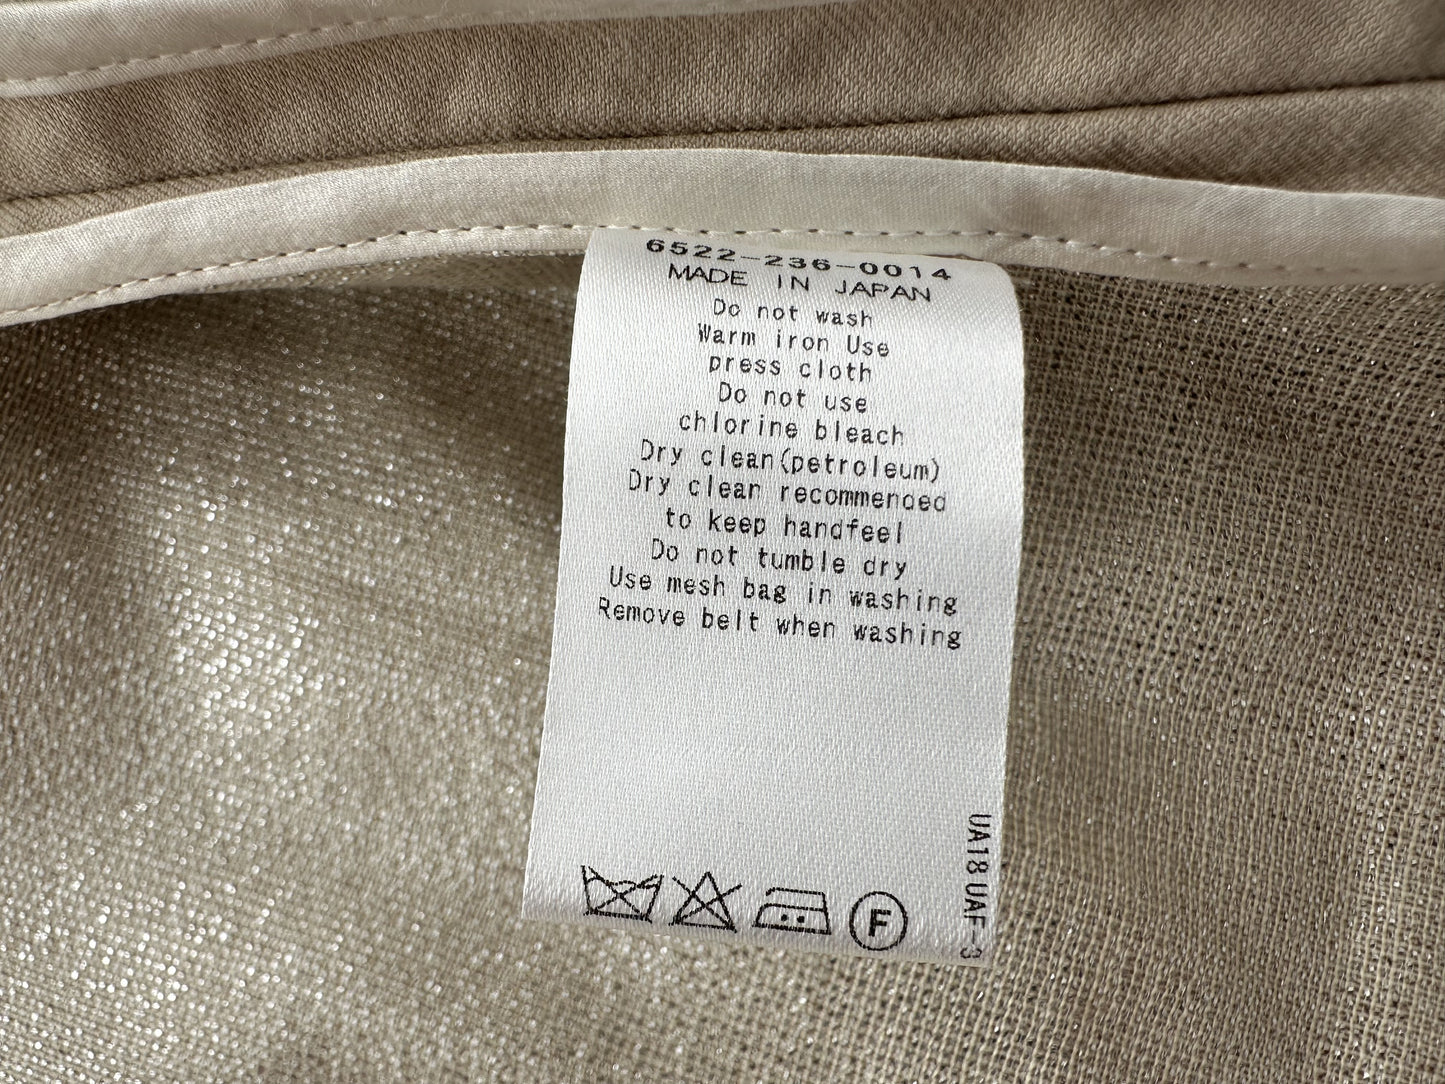 6522-236-0014
MADE IN JAPAN
Do not wash
Warm iron Use
press cloth
Do not use
chlorine bleach
Dry clean(petroleum)
Dry clean recommended
to keep handfeel
Do not tumble dry
Use mesh bag in washing
Remove belt when washing
UA18 UAF-3
F